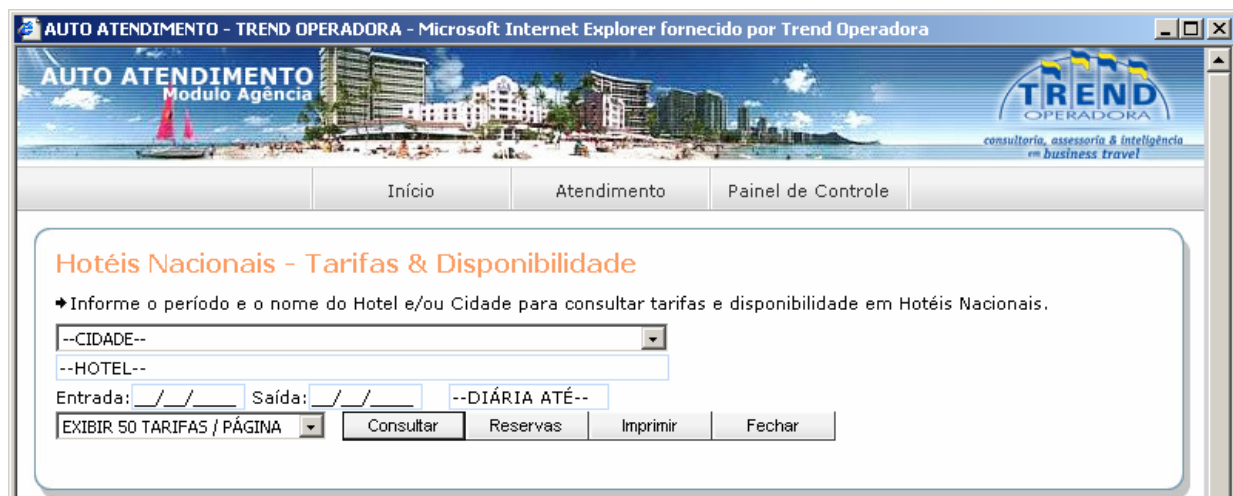 AUTO ATENDIMENTO - TREND OPERADORA - Microsoft Internet Explorer fornecido por Trend Operadora
AUTO ATENDIMENTO
Modulo Agência
TREND
OPERADORA
consultoria, assessoria & inteligência
em business travel
Início Atendimento Painel de Controle
Hotéis Nacionais - Tarifas & Disponibilidade
Informe o período e o nome do Hotel e/ou Cidade para consultar tarifas e disponibilidade em Hotéis Nacionais.
--CIDADE--
--HOTEL--
Entrada: __/__/____ Saída: __/__/____ --DIÁRIA ATÉ--
EXIBIR 50 TARIFAS / PÁGINA Consultar Reservas Imprimir Fechar